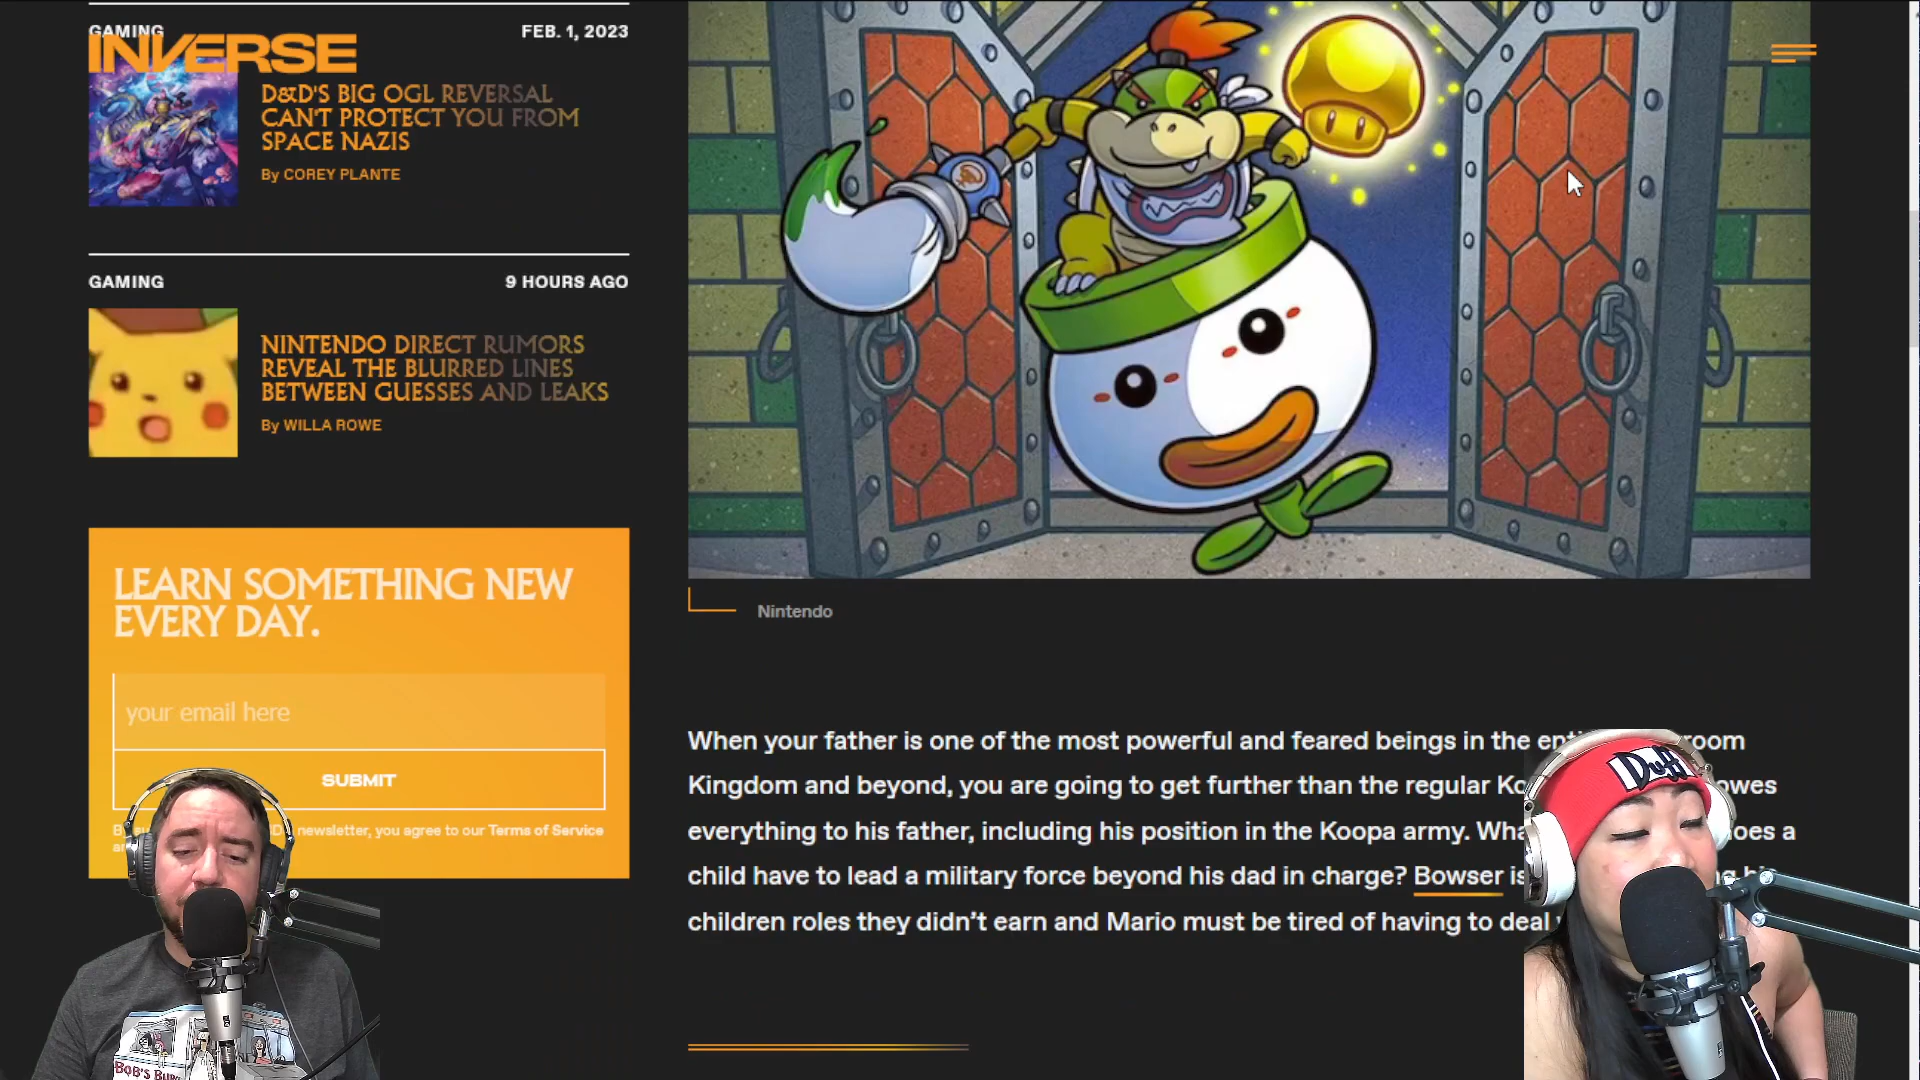 GAMING FEB. 1, 2023
INVERSE
D&D'S BIG OGL REVERSAL
CAN'T PROTECT YOU FROM
SPACE NAZIS
By COREY PLANTE
GAMING 9 HOURS AGO
NINTENDO DIRECT RUMORS
REVEAL THE BLURRED LINES
BETWEEN GUESSES AND LEAKS
By WILLA ROWE
LEARN SOMETHING NEW
EVERY DAY.
your email here
SUBMIT
newsletter, you agree to our Terms of Service
Nintendo
When your father is one of the most powerful and feared beings in the
Kingdom and beyond, you are going to get further than the regular
everything to his father, including his position in the Koopa army.
child have to lead a military force beyond his dad in charge? Bowser
children roles they didn't earn and Mario must be tired of having to deal
Duff
BOB'S